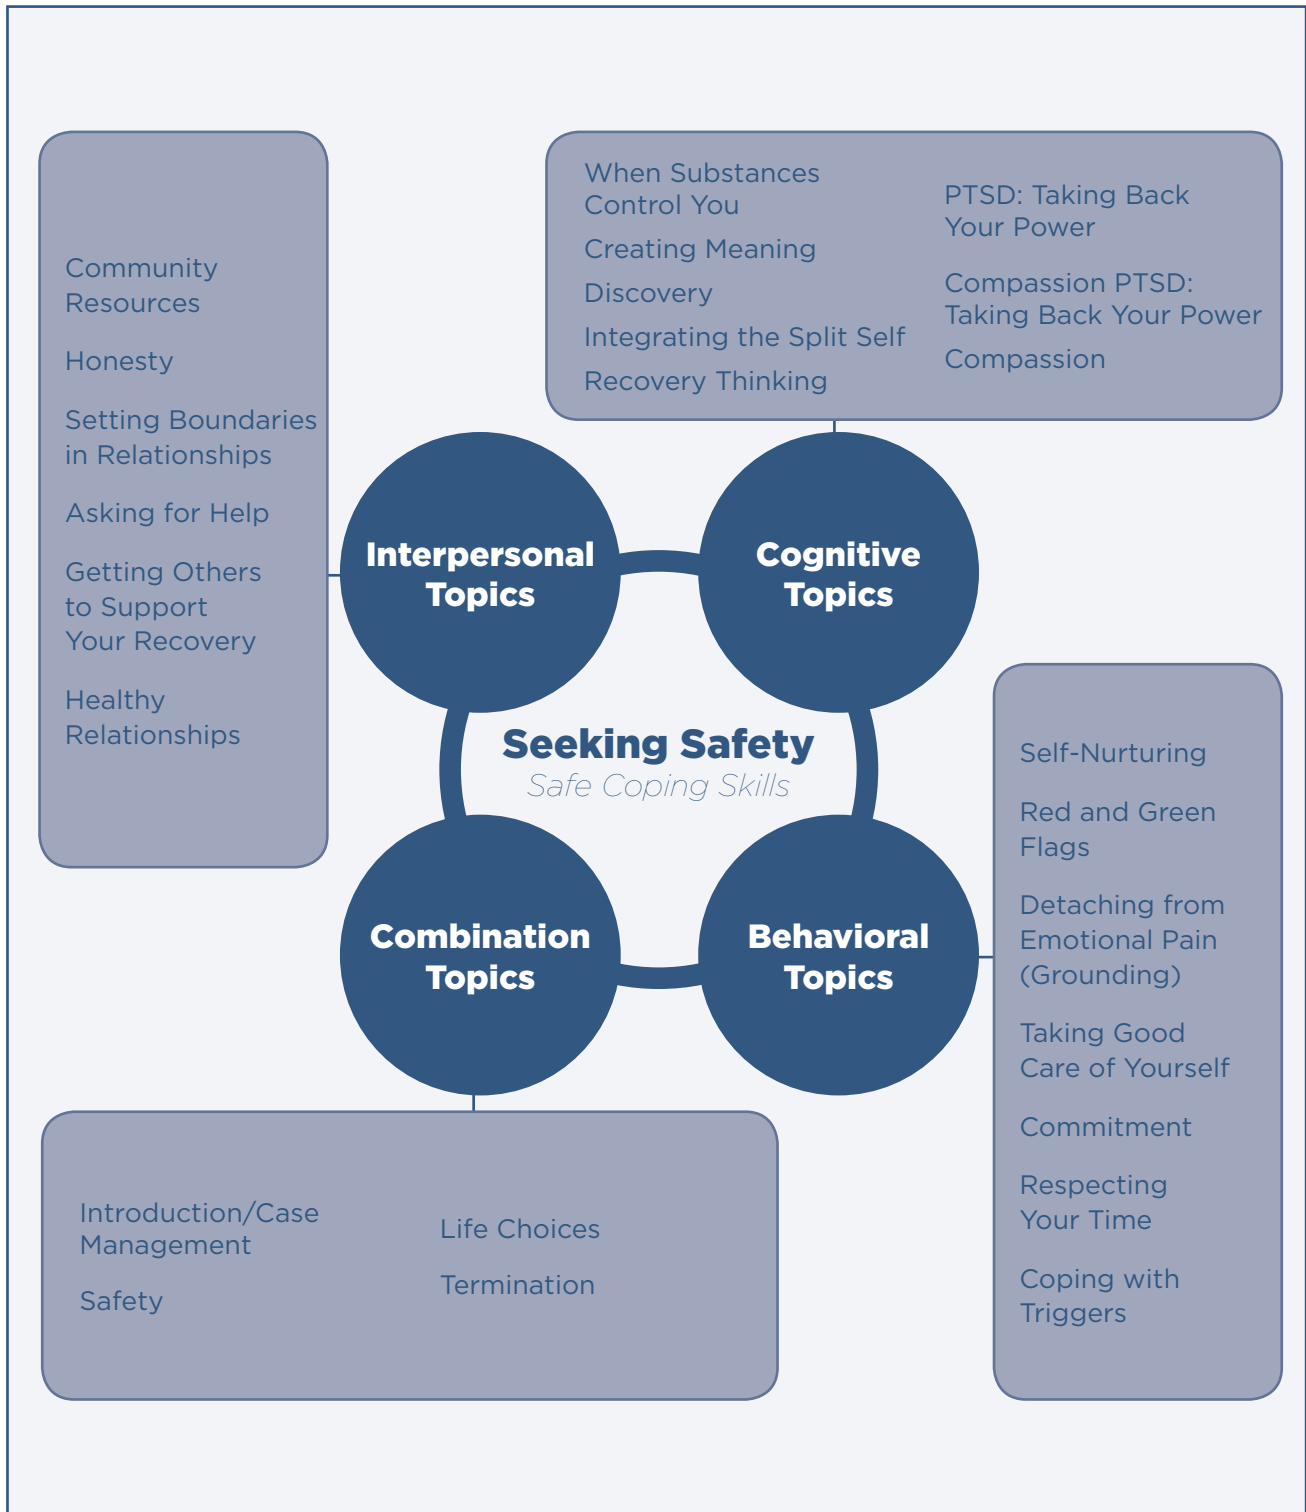 When Substances
Control You
Creating Meaning
Discovery
Integrating the Split Self
Recovery Thinking
PTSD: Taking Back
Your Power
Compassion PTSD:
Taking Back Your Power
Compassion
Community
Resources
Honesty
Setting Boundaries
in Relationships
Asking for Help
Getting Others
to Support
Your Recovery
Healthy
Relationships
Interpersonal
Topics
Cognitive
Topics
Seeking Safety
Safe Coping Skills
Combination
Topics
Behavioral
Topics
Self-Nurturing
Red and Green
Flags
Detaching from
Emotional Pain
(Grounding)
Taking Good
Care of Yourself
Commitment
Respecting
Your Time
Coping with
Triggers
Introduction/Case
Management
Safety
Life Choices
Termination